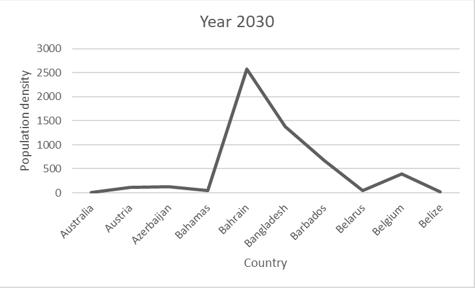 Year 2030
Population density
3000
2500
2000
1500
1000
500
0
Australia
Austria
Azerbaijan
Bahamas
Bahrain
Bangladesh
Barbados
Belarus
Belgium
Belize
Country